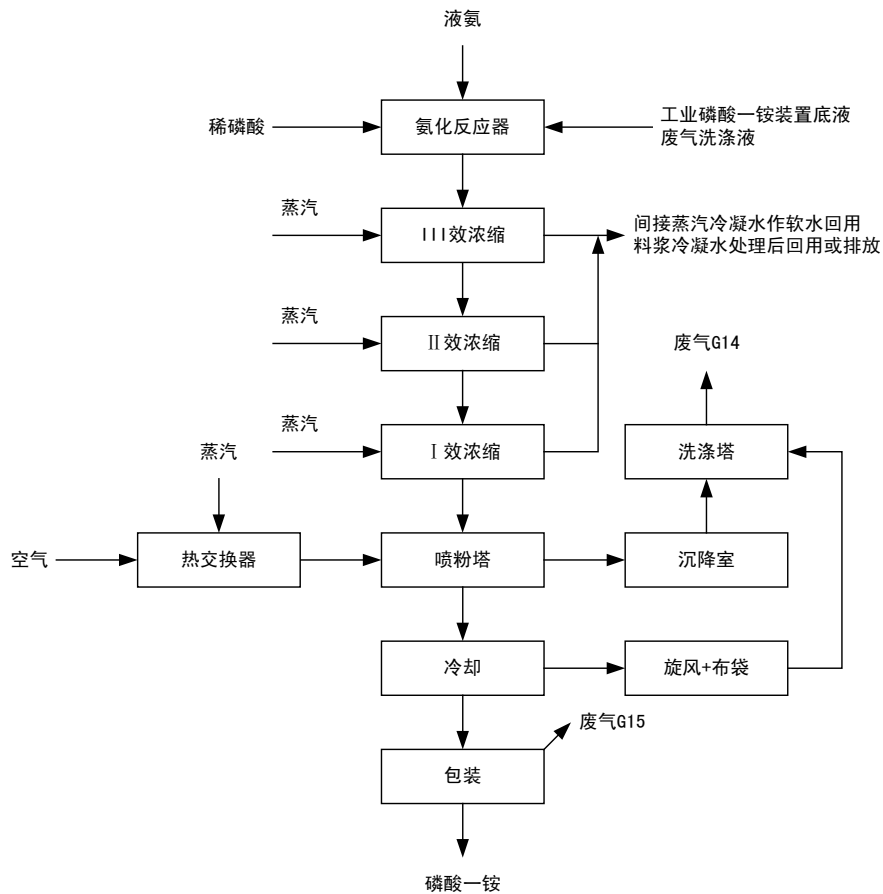 液氨
稀磷酸
氨化反应器
工业磷酸一铵装置底液
废气洗涤液
蒸汽
III效浓缩
间接蒸汽冷凝水作软水回用
料浆冷凝水处理后回用或排放
蒸汽
Ⅱ效浓缩
废气G14
蒸汽
Ⅰ效浓缩
洗涤塔
蒸汽
空气
热交换器
喷粉塔
沉降室
冷却
旋风+布袋
废气G15
包装
磷酸一铵